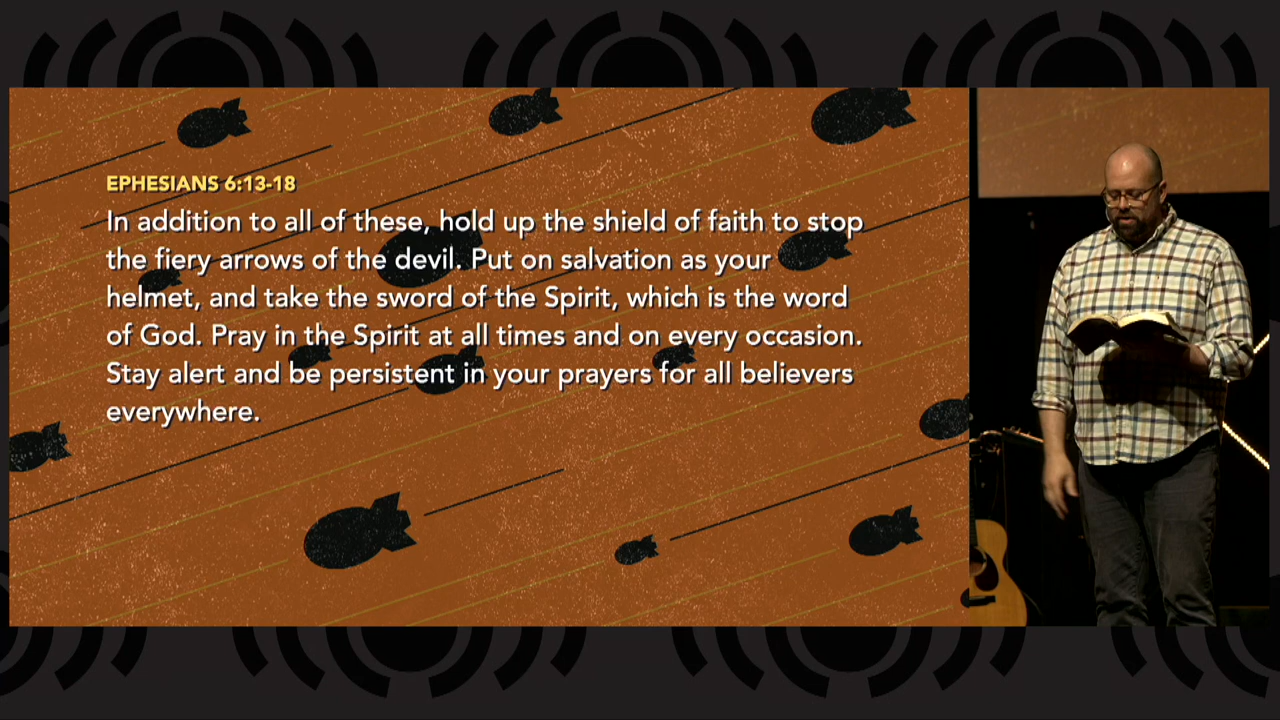 EPHESIANS 6:13-18
In addition to all of these, hold up the shield of faith to stop
the fiery arrows of the devil. Put on salvation as your
helmet, and take the sword of the Spirit, which is the word
of God. Pray in the Spirit at all times and on every occasion.
Stay alert and be persistent in your prayers for all believers
everywhere.